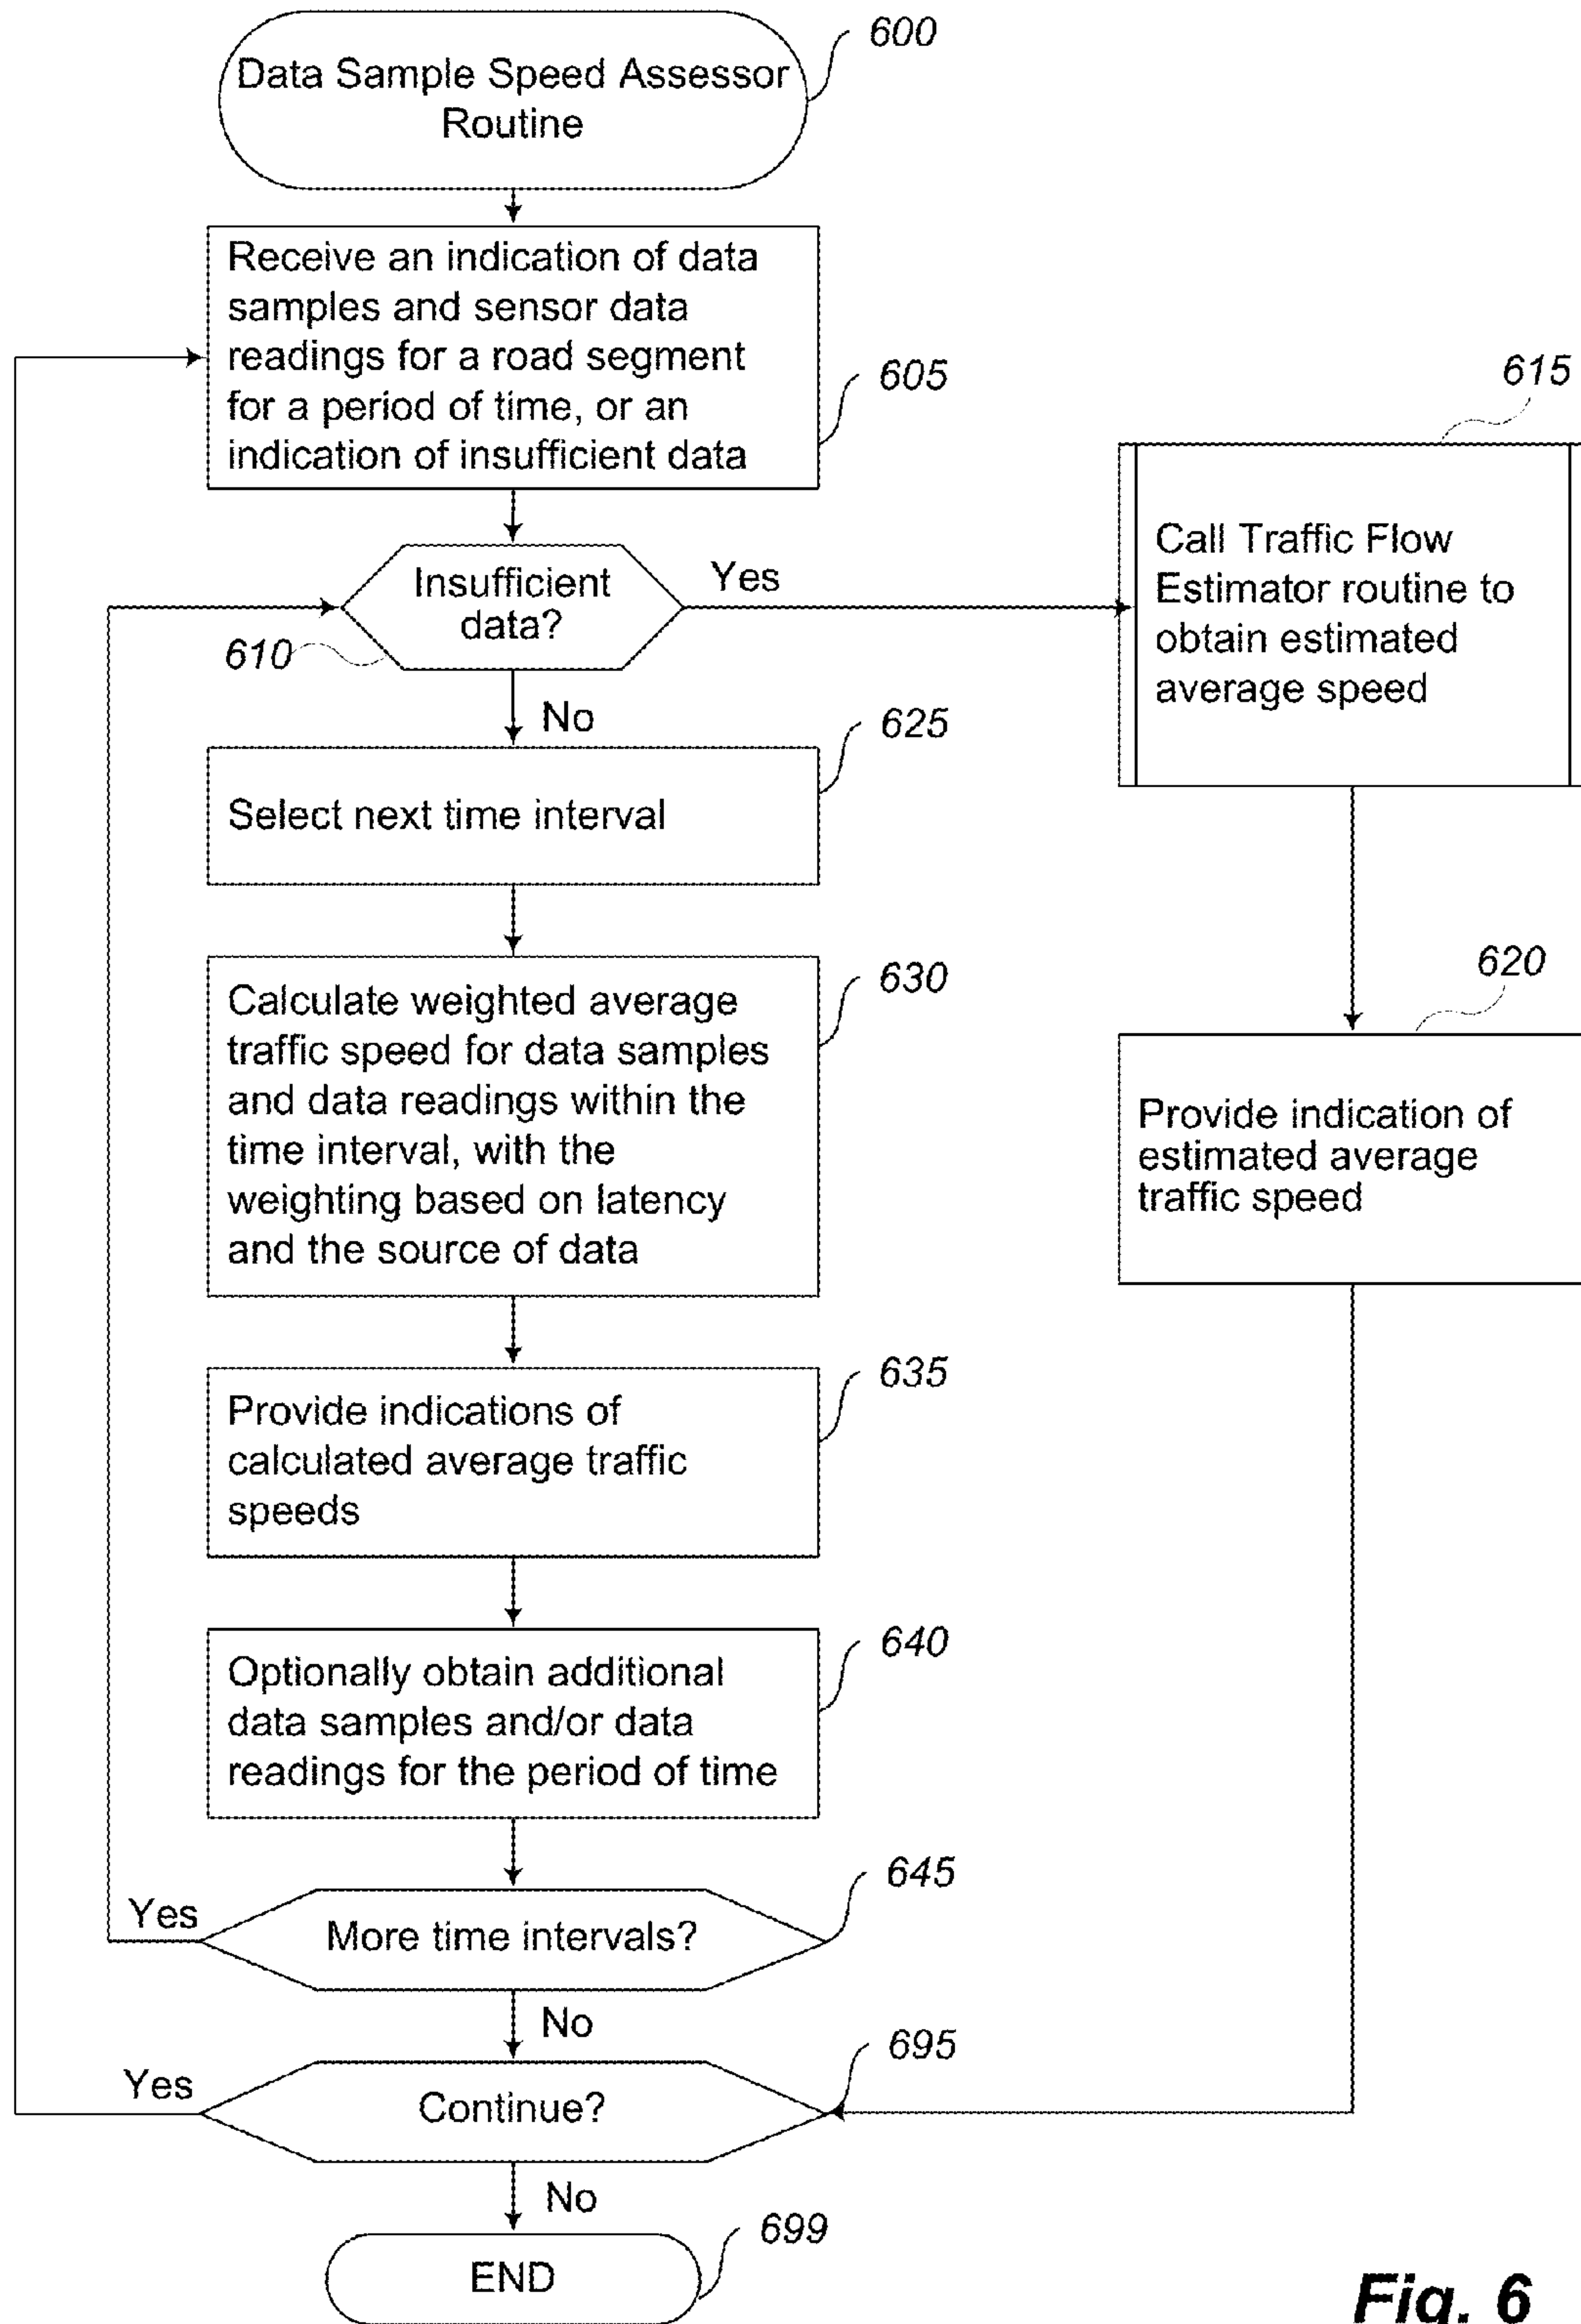 600
Data Sample Speed Assessor
Routine
Receive an indication of data
samples and sensor data
readings for a road segment
for a period of time, or an
indication of insufficient data
605
Insufficient
data?
610
Yes
No
615
Call Traffic Flow
Estimator routine to
obtain estimated
average speed
620
Provide indication of
estimated average
traffic speed
625
Select next time interval
630
Calculate weighted average
traffic speed for data samples
and data readings within the
time interval, with the
weighting based on latency
and the source of data
635
Provide indications of
calculated average traffic
speeds
640
Optionally obtain additional
data samples and/or data
readings for the period of time
645
More time intervals?
Yes
No
695
Continue?
Yes
No
699
END
Fig. 6